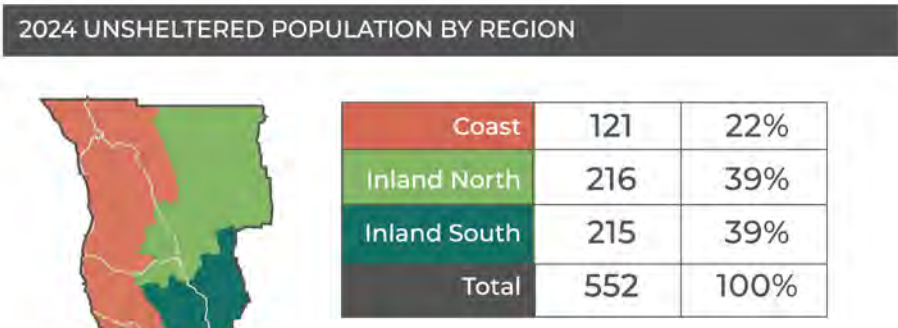 2024 UNSHELTERED POPULATION BY REGION
Coast 121 22%
Inland North 216 39%
Inland South 215 39%
Total 552 100%